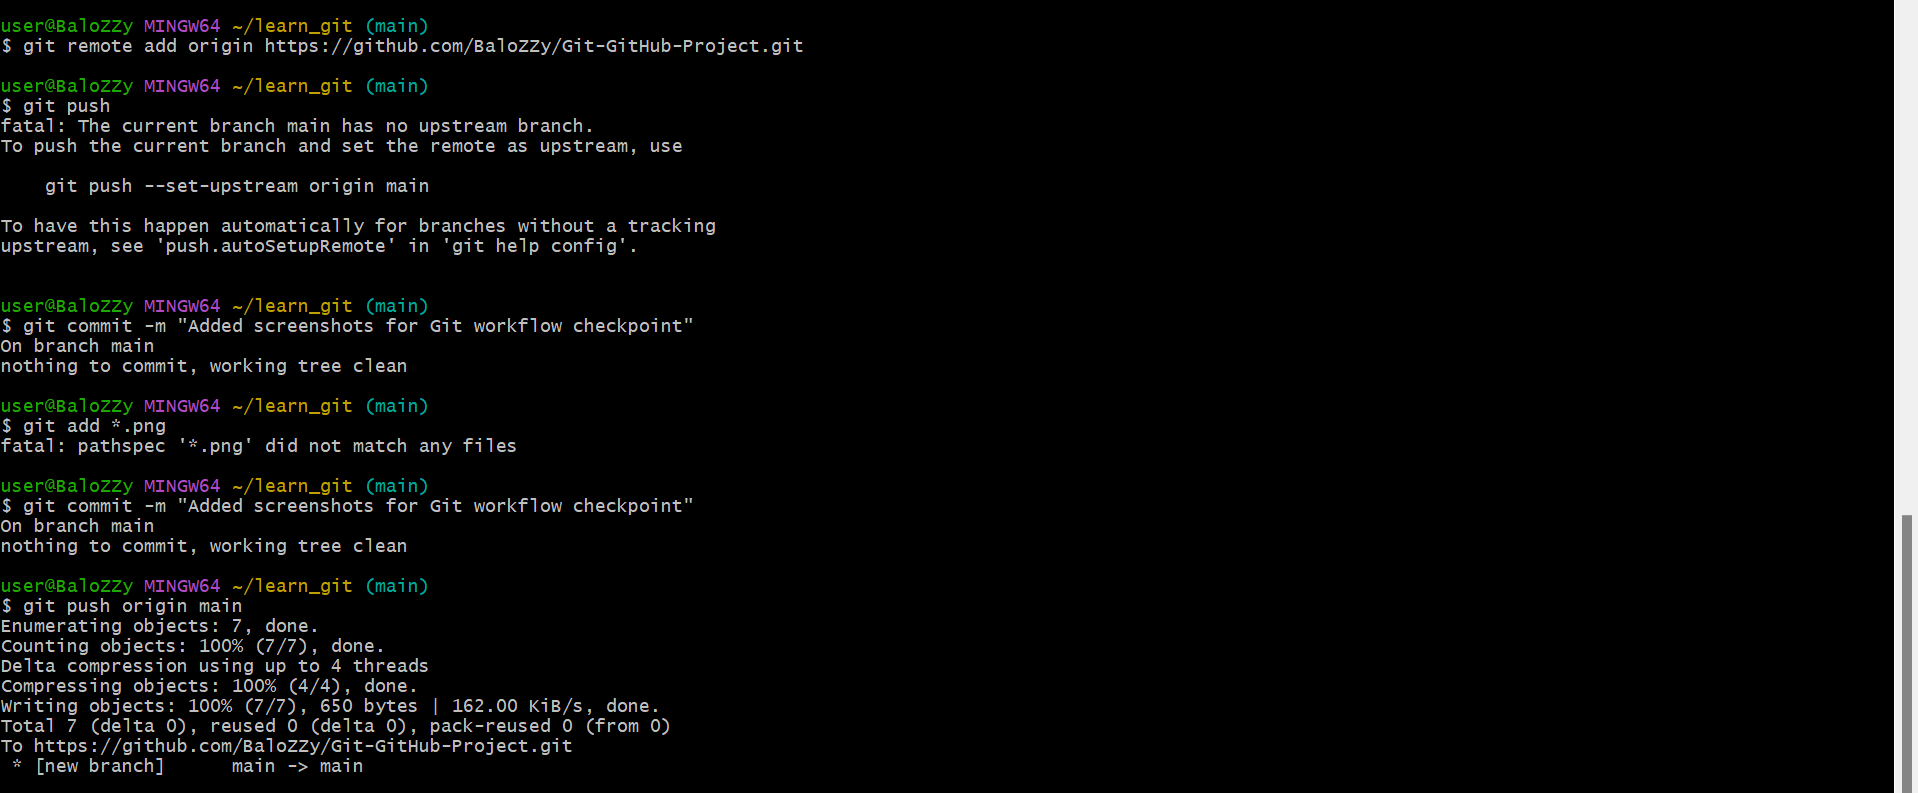 user@BaloZZy MINGW64 ~/learn_git (main)
$ git remote add origin https://github.com/BaloZZy/Git-GitHub-Project.git
user@BaloZZy MINGW64 ~/learn_git (main)
$ git push
fatal: The current branch main has no upstream branch.
To push the current branch and set the remote as upstream, use
    git push --set-upstream origin main
To have this happen automatically for branches without a tracking
upstream, see 'push.autoSetupRemote' in 'git help config'.
user@BaloZZy MINGW64 ~/learn_git (main)
$ git commit -m "Added screenshots for Git workflow checkpoint"
On branch main
nothing to commit, working tree clean
user@BaloZZy MINGW64 ~/learn_git (main)
$ git add *.png
fatal: pathspec '*.png' did not match any files
user@BaloZZy MINGW64 ~/learn_git (main)
$ git commit -m "Added screenshots for Git workflow checkpoint"
On branch main
nothing to commit, working tree clean
user@BaloZZy MINGW64 ~/learn_git (main)
$ git push origin main
Enumerating objects: 7, done.
Counting objects: 100% (7/7), done.
Delta compression using up to 4 threads
Compressing objects: 100% (4/4), done.
Writing objects: 100% (7/7), 650 bytes | 162.00 KiB/s, done.
Total 7 (delta 0), reused 0 (delta 0), pack-reused 0 (from 0)
To https://github.com/BaloZZy/Git-GitHub-Project.git
 * [new branch]      main -> main